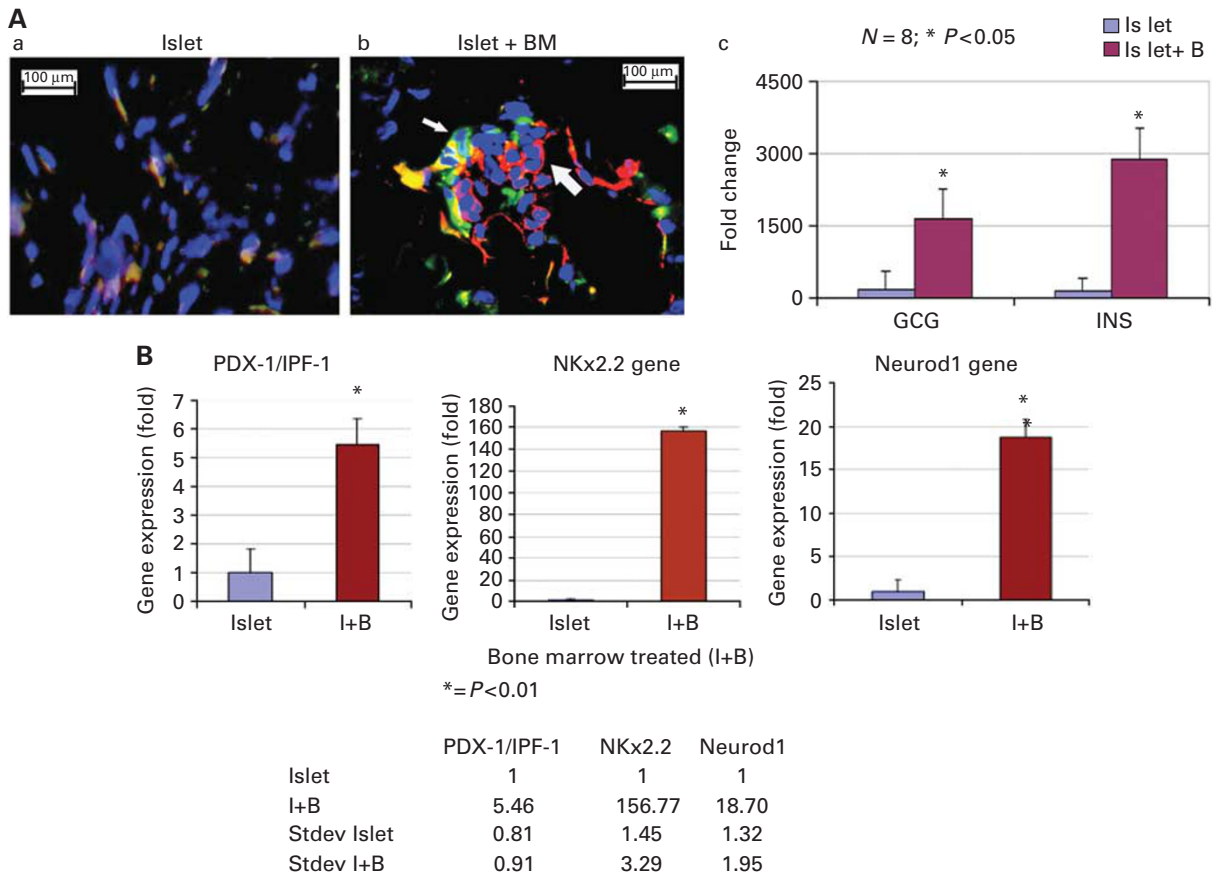 A
a Islet
100 µm
b Islet + BM
100 µm
c N = 8; * P<0.05
Is let
Is let+ B
Fold change
4500
3000
1500
0
*
*
GCG INS
B
PDX-1/IPF-1
Gene expression (fold)
7
6
5
4
3
2
1
0
*
Islet I+B
NKx2.2 gene
Gene expression (fold)
180
160
140
120
100
80
60
40
20
0
*
Islet I+B
Neurod1 gene
Gene expression (fold)
25
20
15
10
5
0
*
*
Islet I+B
Bone marrow treated (I+B)
*=P<0.01
PDX-1/IPF-1 NKx2.2 Neurod1
Islet 1 1 1
I+B 5.46 156.77 18.70
Stdev Islet 0.81 1.45 1.32
Stdev I+B 0.91 3.29 1.95